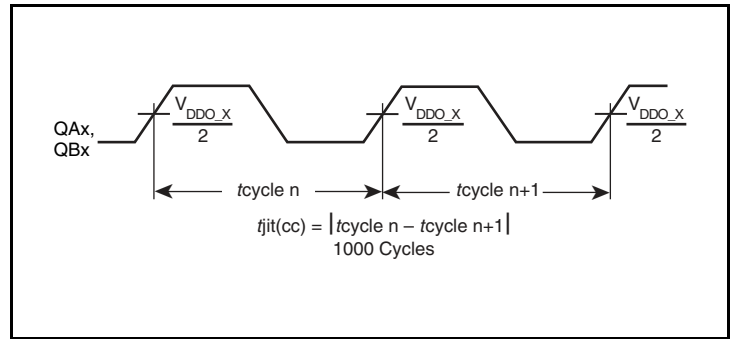 QAx,
QBx
V
DDO_X
2
V
DDO_X
2
V
DDO_X
2
tcycle n
tcycle n+1
tjit(cc) = |tcycle n – tcycle n+1|
1000 Cycles